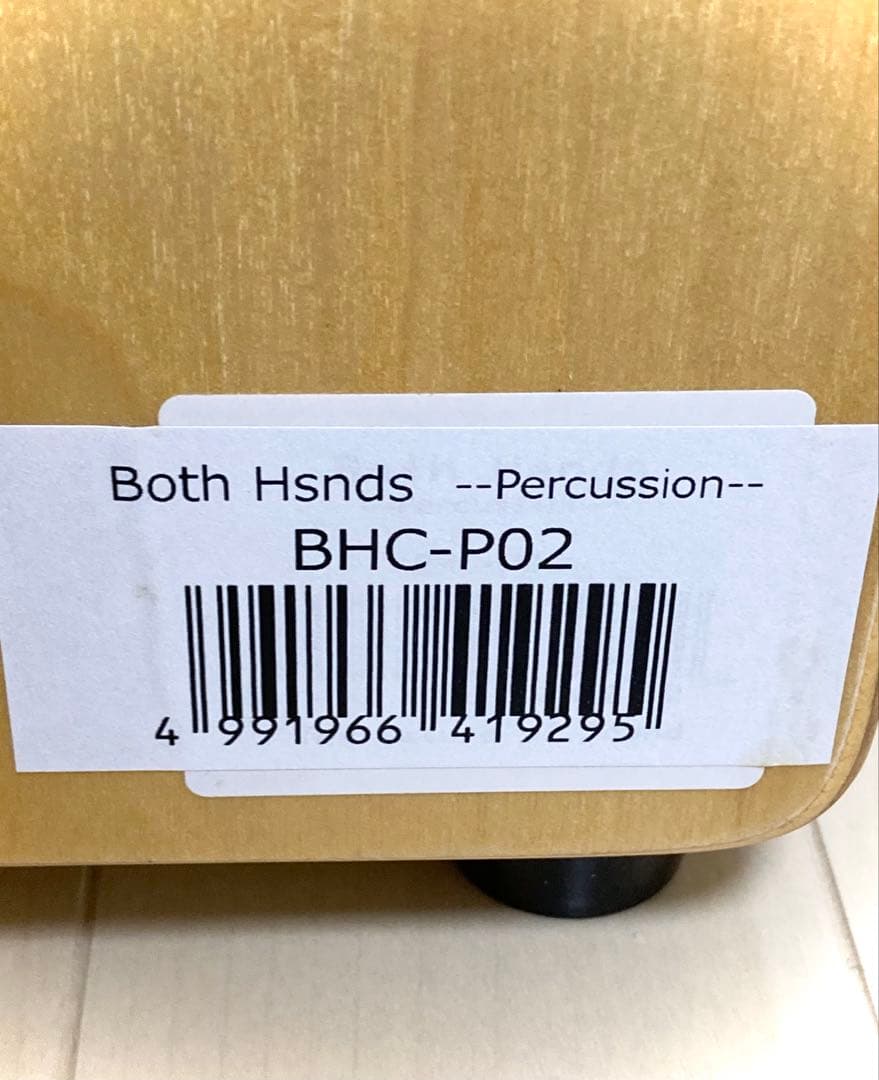 Both Hsnds --Percussion--
BHC-P02
4 991966 419295